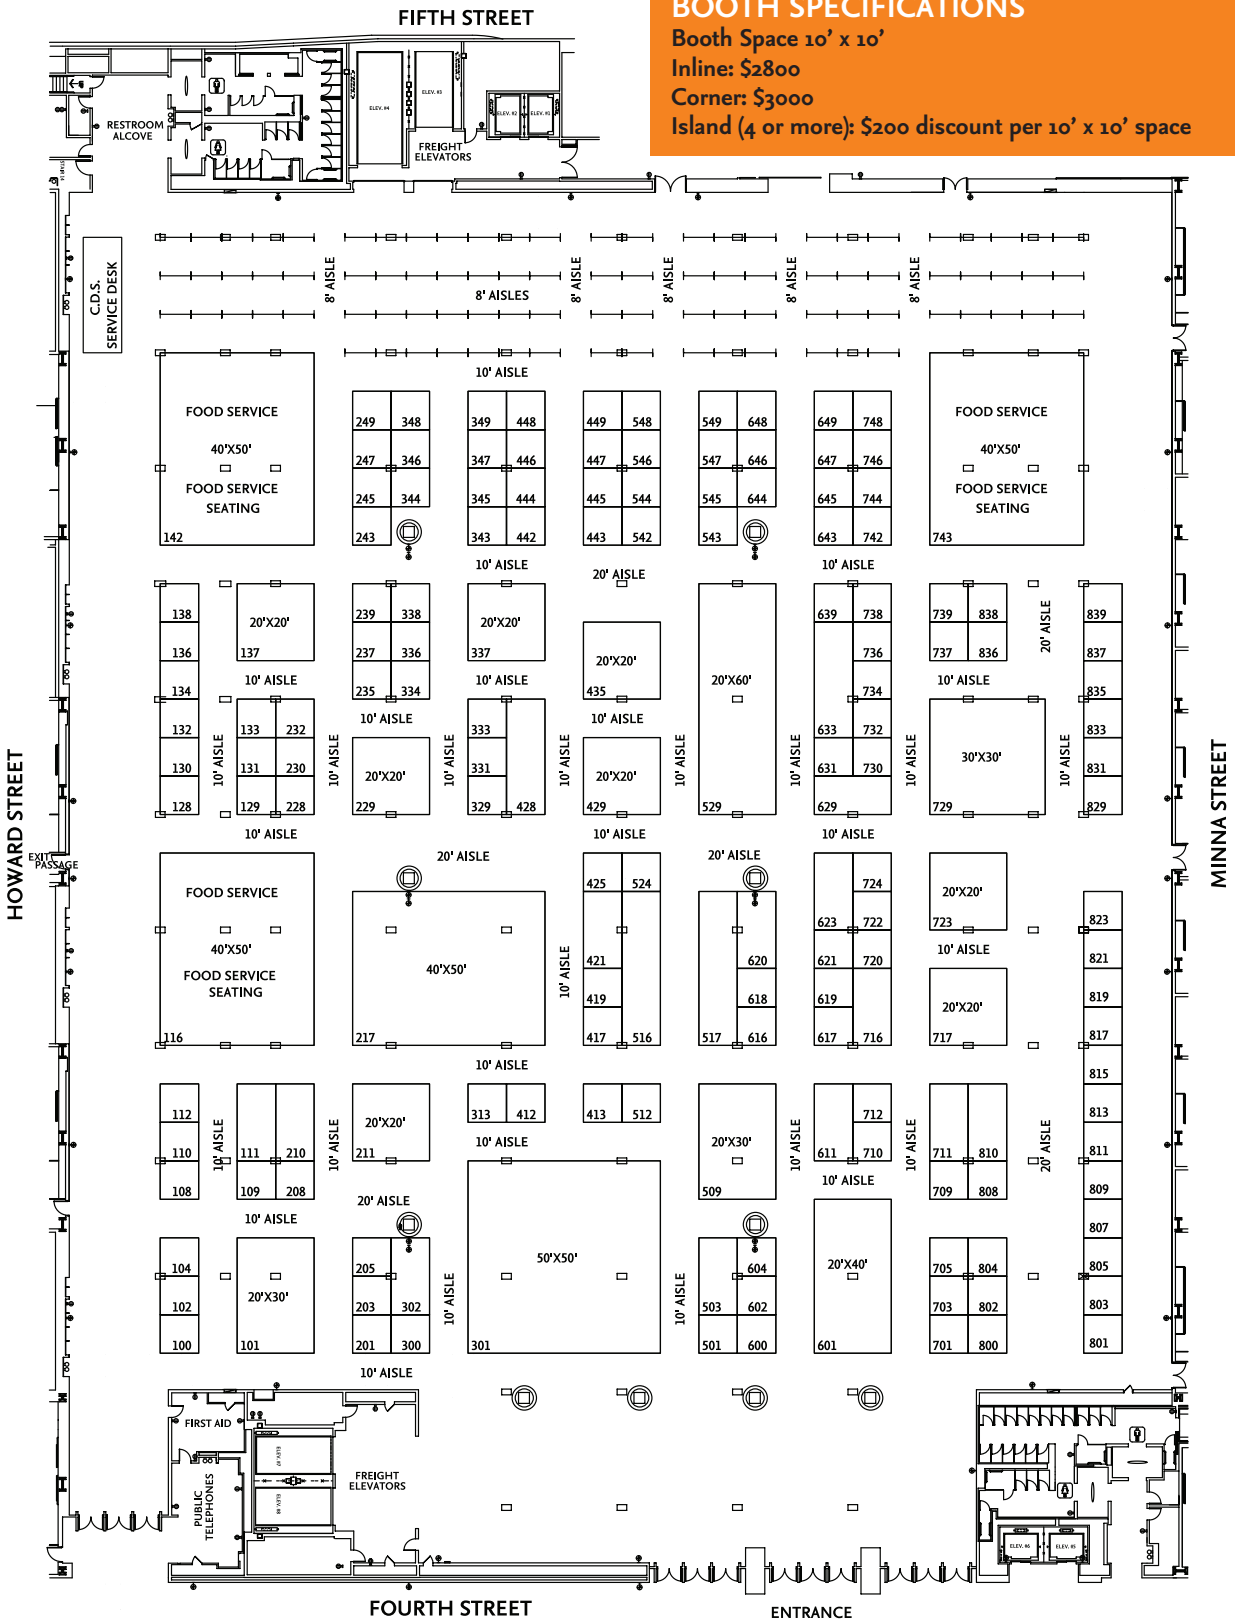 FIFTH STREET
BOOTH SPECIFICATIONS
Booth Space 10' x 10'
Inline: $2800
Corner: $3000
Island (4 or more): $200 discount per 10' x 10' space
RESTROOM
ALCOVE
ELEV. #4
ELEV. #3
ELEV. #2
ELEV. #1
FREIGHT
ELEVATORS
C.D.S.
SERVICE DESK
8' AISLE
8' AISLES
8' AISLE
8' AISLE
8' AISLE
8' AISLE
10' AISLE
FOOD SERVICE
40'X50'
FOOD SERVICE
SEATING
142
249 348
247 346
245 344
243
349 448
347 446
345 444
343 442
449 548
447 546
445 544
443 542
549 648
547 646
545 644
543
649 748
647 746
645 744
643 742
FOOD SERVICE
40'X50'
FOOD SERVICE
SEATING
743
10' AISLE
20' AISLE
10' AISLE
138
136
134
132
130
128
20'X20'
137
10' AISLE
133 232
131 230
129 228
10' AISLE
10' AISLE
239 338
237 336
235 334
10' AISLE
20'X20'
229
10' AISLE
10' AISLE
20'X20'
337
10' AISLE
333
331
329 428
10' AISLE
20'X20'
435
10' AISLE
20'X20'
429
10' AISLE
20'X60'
529
10' AISLE
639 738
736
734
633 732
631 730
629
10' AISLE
739 838
737 836
10' AISLE
30'X30'
729
20' AISLE
10' AISLE
839
837
835
833
831
829
HOWARD STREET
MINNA STREET
EXIT
PASSAGE
10' AISLE
20' AISLE
10' AISLE
20' AISLE
10' AISLE
FOOD SERVICE
40'X50'
FOOD SERVICE
SEATING
116
40'X50'
217
10' AISLE
425 524
421
419
417 516
620
618
517 616
724
623 722
621 720
619
617 716
20'X20'
723
10' AISLE
20'X20'
717
823
821
819
817
815
813
811
809
807
805
803
801
10' AISLE
112
110
108
10' AISLE
111 210
109 208
10' AISLE
10' AISLE
20'X20'
211
20' AISLE
313 412
10' AISLE
413 512
20'X30'
509
10' AISLE
712
611 710
10' AISLE
10' AISLE
711 810
709 808
20' AISLE
104
102
100
20'X30'
101
205
203 302
201 300
10' AISLE
10' AISLE
50'X50'
301
10' AISLE
604
503 602
501 600
20'X40'
601
705 804
703 802
701 800
FIRST AID
PUBLIC
TELEPHONES
ELEV. #7
ELEV. #8
FREIGHT
ELEVATORS
ELEV. #6
ELEV. #5
FOURTH STREET
ENTRANCE